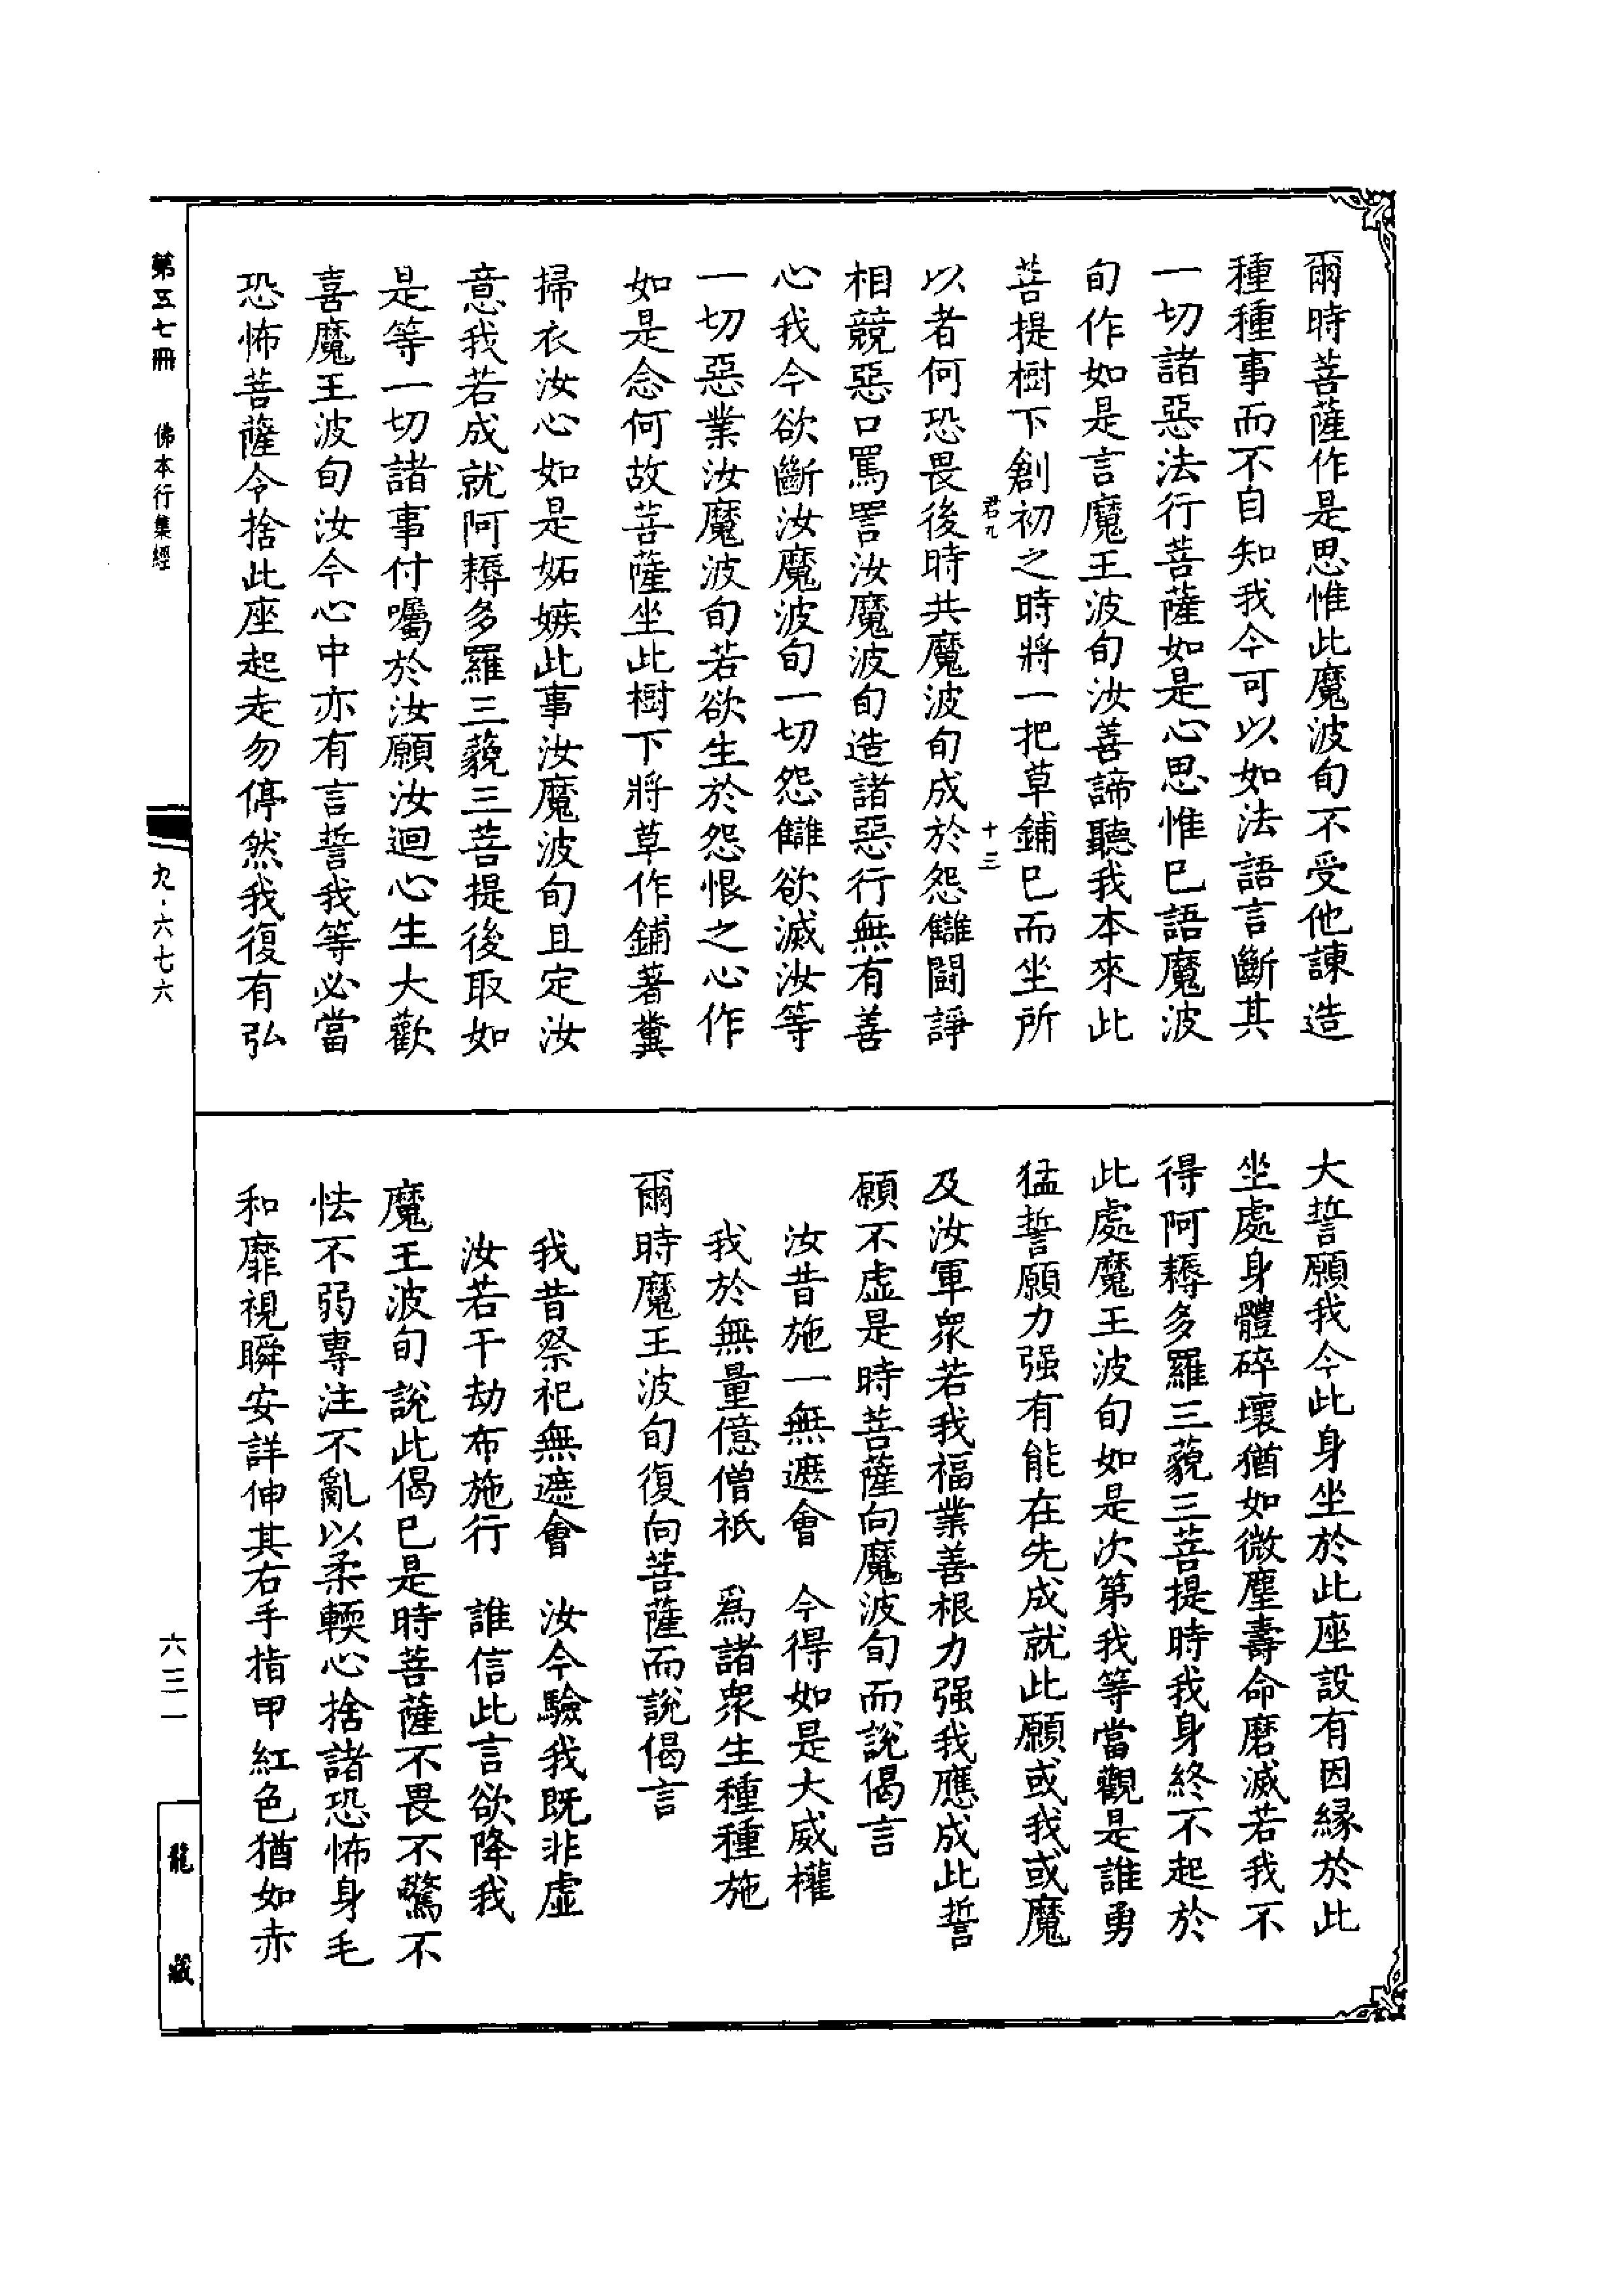 爾時菩薩作是思惟此魔波旬不受他諫造
種種事而不自知我今可以如法語言斷其
一切諸惡法行菩薩如是心思惟已語魔波
旬作如是言魔王波旬汝善諦聽我本來此
菩提樹下創初之時將一把草鋪已而坐所
君九 十三
以者何恐畏後時共魔波旬成於怨讎鬪諍
相競惡口罵詈汝魔波旬造諸惡行無有善
心我今欲斷汝魔波旬一切怨讎欲滅汝等
一切惡業汝魔波旬若欲生於怨恨之心作
如是念何故菩薩坐此樹下將草作鋪著糞
掃衣汝心如是妬嫉此事汝魔波旬且定汝
意我若成就阿耨多羅三藐三菩提後取如
是等一切諸事付囑於汝願汝迴心生大歡
喜魔王波旬汝今心中亦有言誓我等必當
恐怖菩薩令捨此座起走勿停然我復有弘
大誓願我今此身坐於此座設有因緣於此
坐處身體碎壞猶如微塵壽命磨滅若我不
得阿耨多羅三藐三菩提時我身終不起於
此處魔王波旬如是次第我等當觀是誰勇
猛誓願力强有能在先成就此願或我或魔
及汝軍衆若我福業善根力强我應成此誓
願不虛是時菩薩向魔波旬而說偈言
汝昔施一無遮會 今得如是大威權
我於無量億僧祇 爲諸衆生種種施
爾時魔王波旬復向菩薩而說偈言
我昔祭祀無遮會 汝今驗我既非虛
汝若干劫布施行 誰信此言欲降我
魔王波旬說此偈已是時菩薩不畏不驚不
怯不弱專注不亂以柔輭心捨諸恐怖身毛
和靡視瞬安詳伸其右手指甲紅色猶如赤
第五七冊 佛本行集經
九·六七六
六三一
龍藏